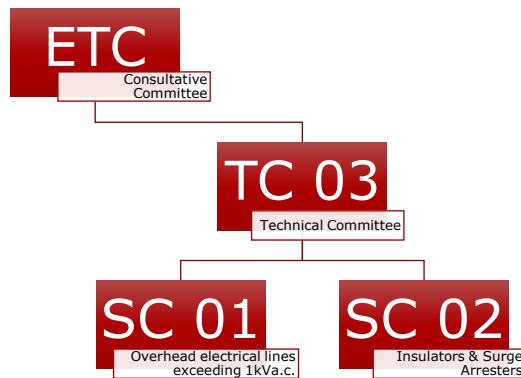 ETC
Consultative
Committee
TC 03
Technical Committee
SC 01
Overhead electrical lines
exceeding 1kVa.c.
SC 02
Insulators & Surge
Arresters